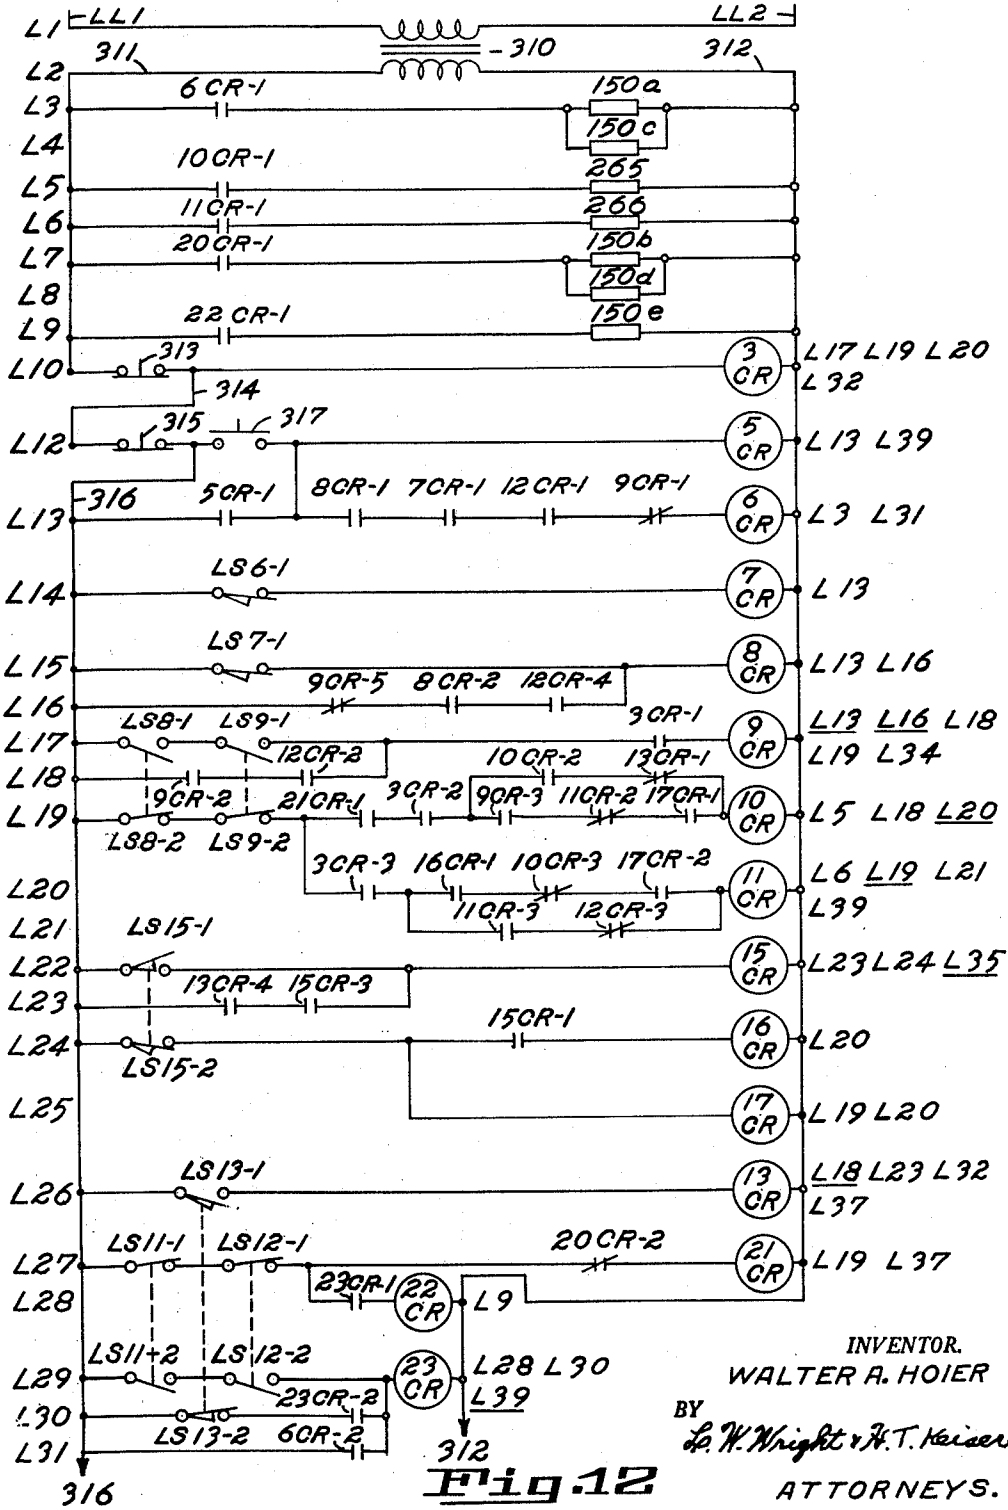 L1 LL1 LL2
311 310 312
L2
6CR-1 150a
L3
L4 150c
10CR-1 265
L5
11CR-1 266
L6
20CR-1 150b
L7
L8 150d
22CR-1 150e
L9
L10 313 3 CR L17 L19 L20
314 L32
L12 315 317 5 CR L13 L39
316 5CR-1 8CR-1 7CR-1 12CR-1 9CR-1
L13 6 CR L3 L31
LS6-1
L14 7 CR L13
LS7-1
L15 8 CR L13 L16
9CR-5 8CR-2 12CR-4
L16
LS8-1 LS9-1 3CR-1
L17 9 CR L13 L16 L18
L18 12CR-2 10CR-2 13CR-1 L19 L34
9CR-2 21CR-1 3CR-2 9CR-3 11CR-2 17CR-1
L19 10 CR L5 L18 L20
LS8-2 LS9-2
3CR-3 16CR-1 10CR-3 17CR-2
L20 11 CR L6 L19 L21
11CR-3 12CR-3 L39
L21 LS15-1
L22 15 CR L23 L24 L35
13CR-4 15CR-3
L23
15CR-1
L24 16 CR L20
LS15-2
L25 17 CR L19 L20
LS13-1
L26 13 CR L18 L23 L32
L37
LS11-1 LS12-1 20CR-2
L27 21 CR L19 L37
23CR-1
L28 22 CR L9
LS11-2 LS12-2
L29 23 CR L28 L30
23CR-2 L39
L30
LS13-2 6CR-2
L31
316 312
Fig.12
INVENTOR.
WALTER A. HOIER
BY
L. W. Wright & H. T. Keiser
ATTORNEYS.